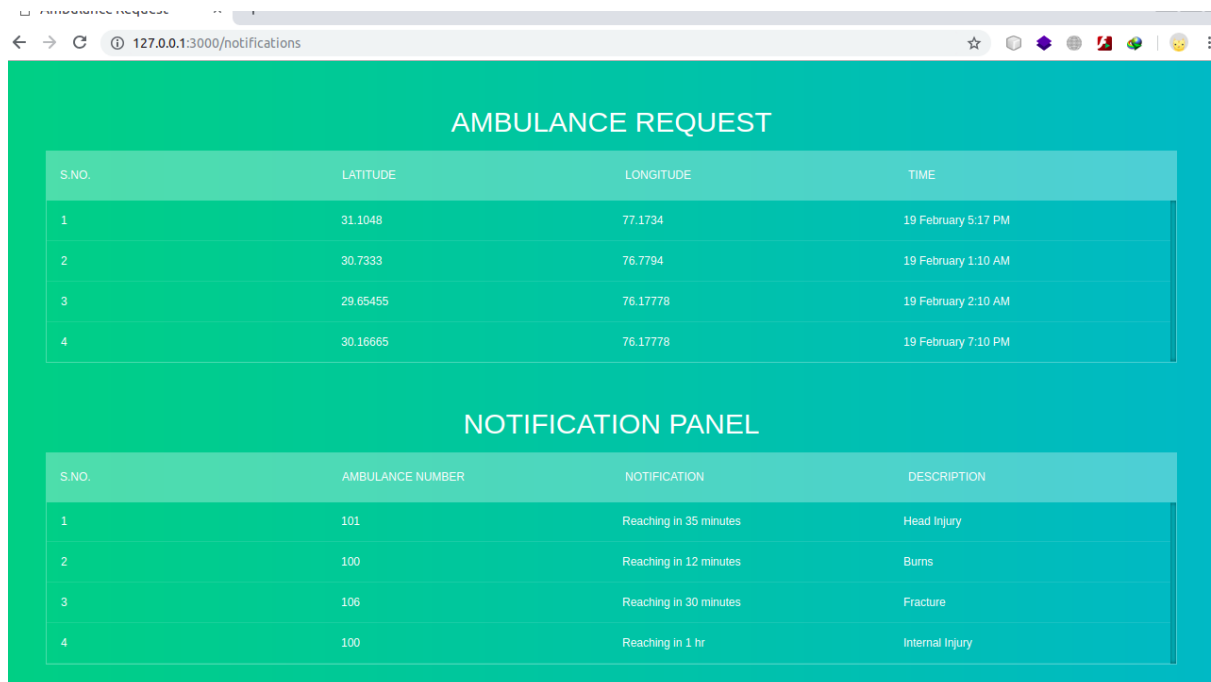 Ambulance Request
127.0.0.1:3000/notifications
AMBULANCE REQUEST
S.NO. LATITUDE LONGITUDE TIME
1 31.1048 77.1734 19 February 5:17 PM
2 30.7333 76.7794 19 February 1:10 AM
3 29.65455 76.17778 19 February 2:10 AM
4 30.16665 76.17778 19 February 7:10 PM
NOTIFICATION PANEL
S.NO. AMBULANCE NUMBER NOTIFICATION DESCRIPTION
1 101 Reaching in 35 minutes Head Injury
2 100 Reaching in 12 minutes Burns
3 106 Reaching in 30 minutes Fracture
4 100 Reaching in 1 hr Internal Injury